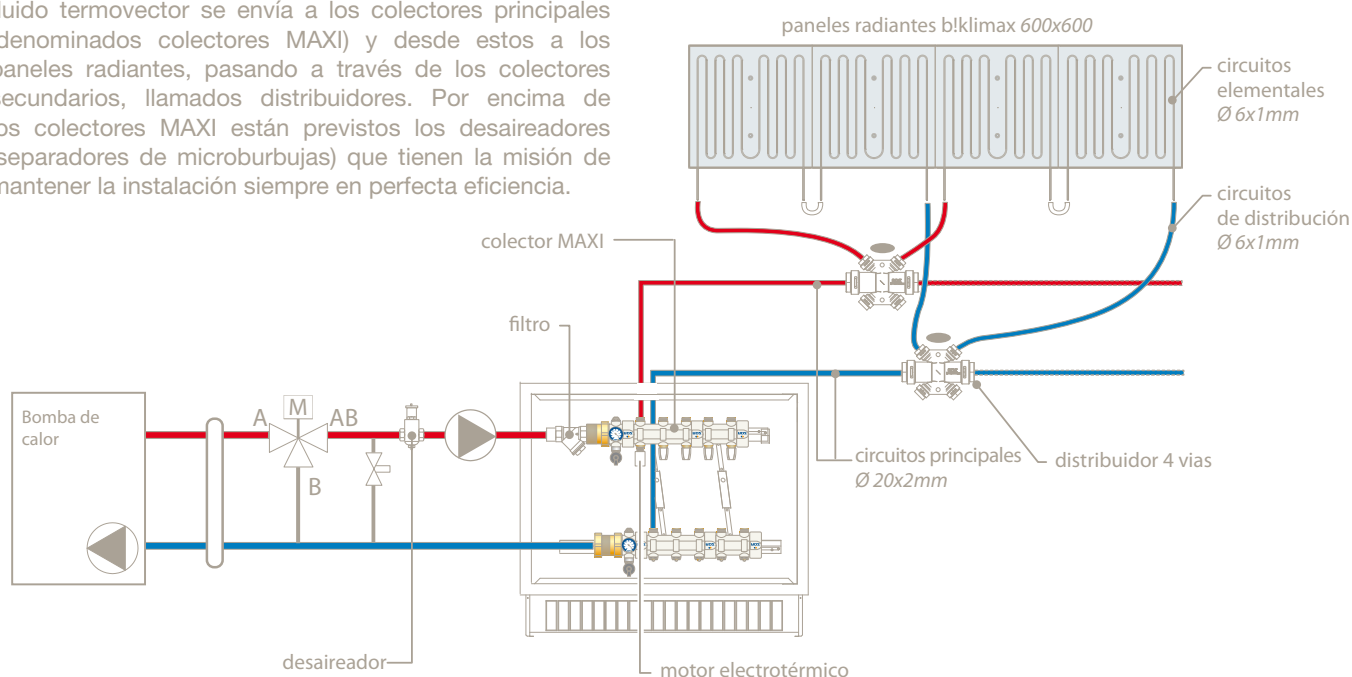 fluido termovector se envía a los colectores principales
(denominados colectores MAXI) y desde estos a los
paneles radiantes, pasando a través de los colectores
secundarios, llamados distribuidores. Por encima de
los colectores MAXI están previstos los desaireadores
(separadores de microburbujas) que tienen la misión de
mantener la instalación siempre en perfecta eficiencia.
paneles radiantes b!klimax 600x600
circuitos
elementales
Ø 6x1mm
circuitos
de distribución
Ø 6x1mm
colector MAXI
filtro
Bomba de
calor
A
M
AB
B
circuitos principales
Ø 20x2mm
distribuidor 4 vias
desaireador
motor electrotérmico